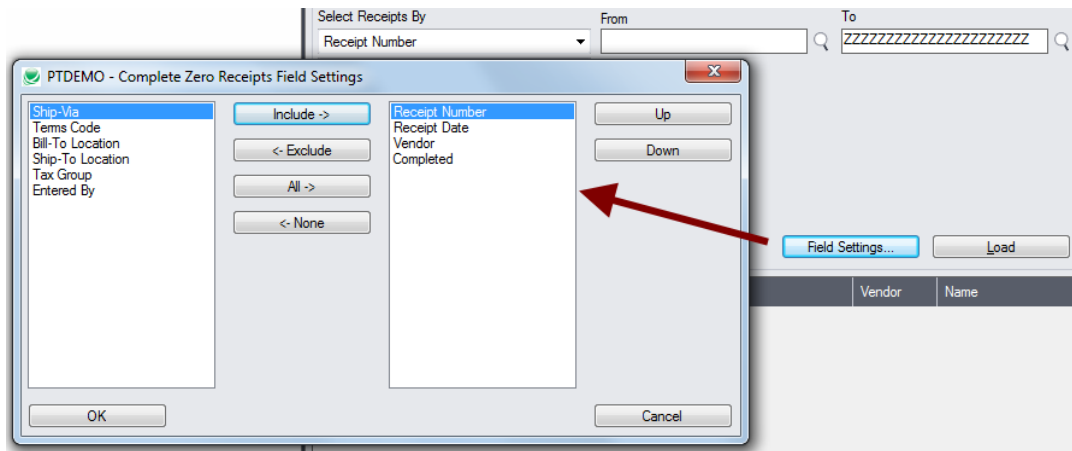 Select Receipts By
From
To
Receipt Number
ZZZZZZZZZZZZZZZZZZZZZZ
PTDEMO - Complete Zero Receipts Field Settings
Ship-Via
Terms Code
Bill-To Location
Ship-To Location
Tax Group
Entered By
Include ->
<- Exclude
All ->
<- None
Receipt Number
Receipt Date
Vendor
Completed
Up
Down
Field Settings...
Load
Vendor
Name
OK
Cancel